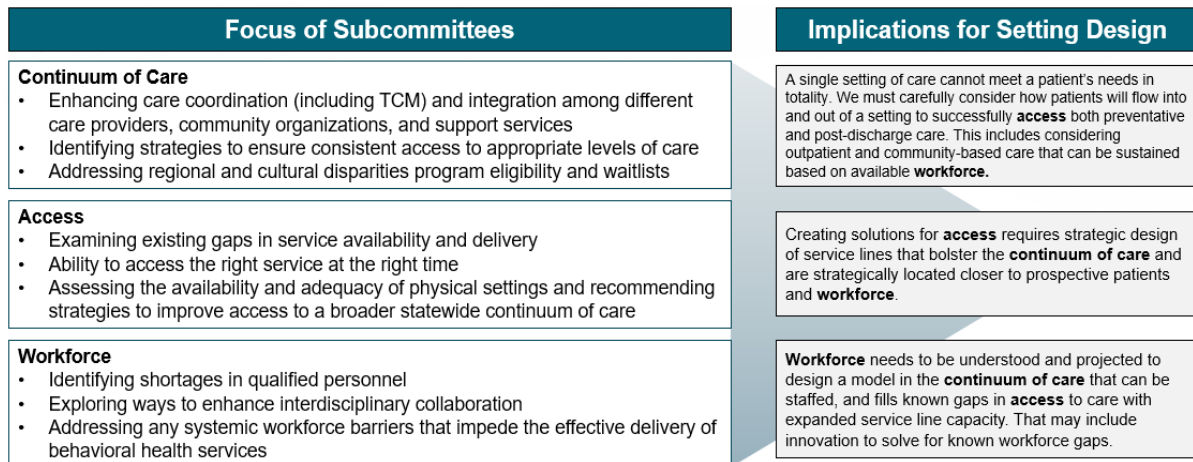 Focus of Subcommittees
Continuum of Care
• Enhancing care coordination (including TCM) and integration among different
care providers, community organizations, and support services
• Identifying strategies to ensure consistent access to appropriate levels of care
• Addressing regional and cultural disparities program eligibility and waitlists
Access
• Examining existing gaps in service availability and delivery
• Ability to access the right service at the right time
• Assessing the availability and adequacy of physical settings and recommending
strategies to improve access to a broader statewide continuum of care
Workforce
• Identifying shortages in qualified personnel
• Exploring ways to enhance interdisciplinary collaboration
• Addressing any systemic workforce barriers that impede the effective delivery of
behavioral health services
Implications for Setting Design
A single setting of care cannot meet a patient's needs in
totality. We must carefully consider how patients will flow into
and out of a setting to successfully access both preventative
and post-discharge care. This includes considering
outpatient and community-based care that can be sustained
based on available workforce.
Creating solutions for access requires strategic design
of service lines that bolster the continuum of care and
are strategically located closer to prospective patients
and workforce.
Workforce needs to be understood and projected to
design a model in the continuum of care that can be
staffed, and fills known gaps in access to care with
expanded service line capacity. That may include
innovation to solve for known workforce gaps.